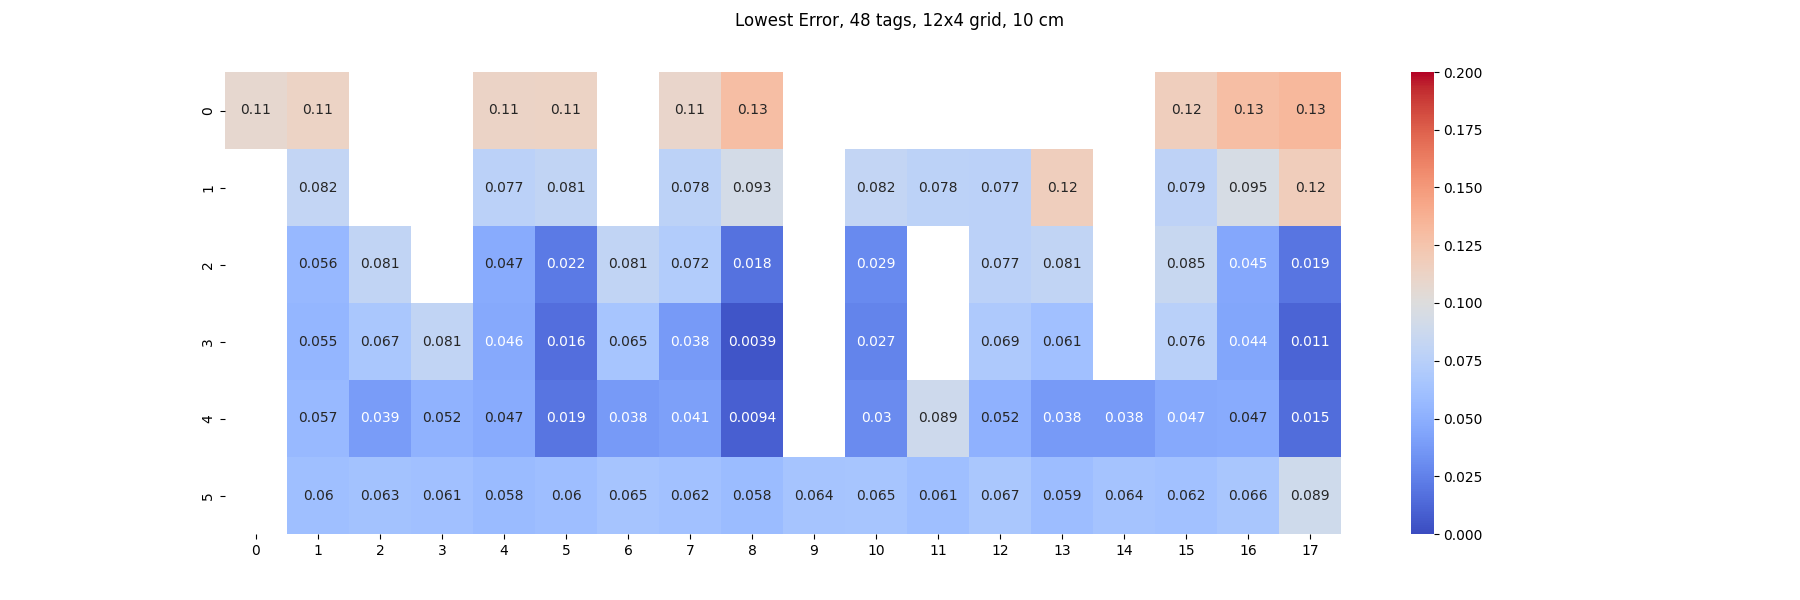 Lowest Error, 48 tags, 12x4 grid, 10 cm
0 0.11 0.11 0.11 0.11 0.11 0.13 0.12 0.13 0.13
1 0.082 0.077 0.081 0.078 0.093 0.082 0.078 0.077 0.12 0.079 0.095 0.12
2 0.056 0.081 0.047 0.022 0.081 0.072 0.018 0.029 0.077 0.081 0.085 0.045 0.019
3 0.055 0.067 0.081 0.046 0.016 0.065 0.038 0.0039 0.027 0.069 0.061 0.076 0.044 0.011
4 0.057 0.039 0.052 0.047 0.019 0.038 0.041 0.0094 0.03 0.089 0.052 0.038 0.038 0.047 0.047 0.015
5 0.06 0.063 0.061 0.058 0.06 0.065 0.062 0.058 0.064 0.065 0.061 0.067 0.059 0.064 0.062 0.066 0.089
0 1 2 3 4 5 6 7 8 9 10 11 12 13 14 15 16 17
0.200
0.175
0.150
0.125
0.100
0.075
0.050
0.025
0.000